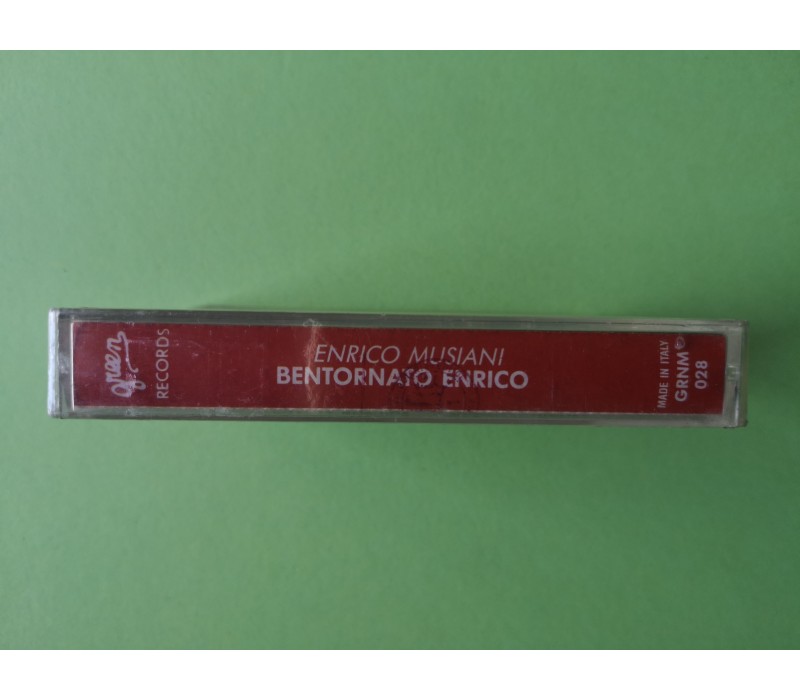 green
RECORDS
ENRICO MUSIANI
BENTORNATO ENRICO
MADE IN ITALY
GRNM
028